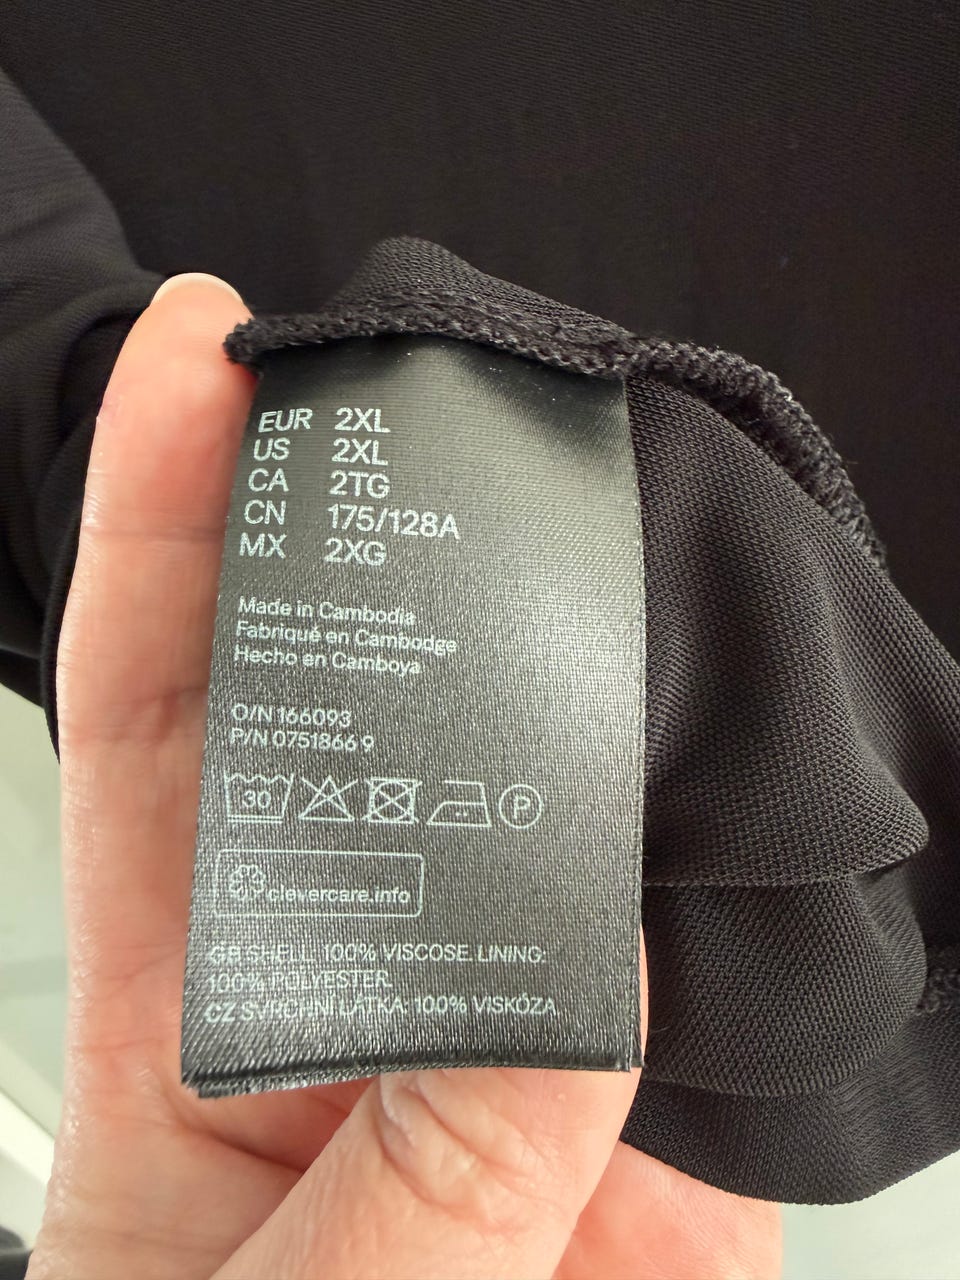 EUR 2XL
US 2XL
CA 2TG
CN 175/128A
MX 2XG
Made in Cambodia
Fabriqué en Cambodge
Hecho en Camboya
O/N 166093
P/N 0751866 9
30
P
clevercare.info
GB SHELL: 100% VISCOSE. LINING:
100% POLYESTER.
CZ SVRCHNÍ LÁTKA: 100% VISKÓZA